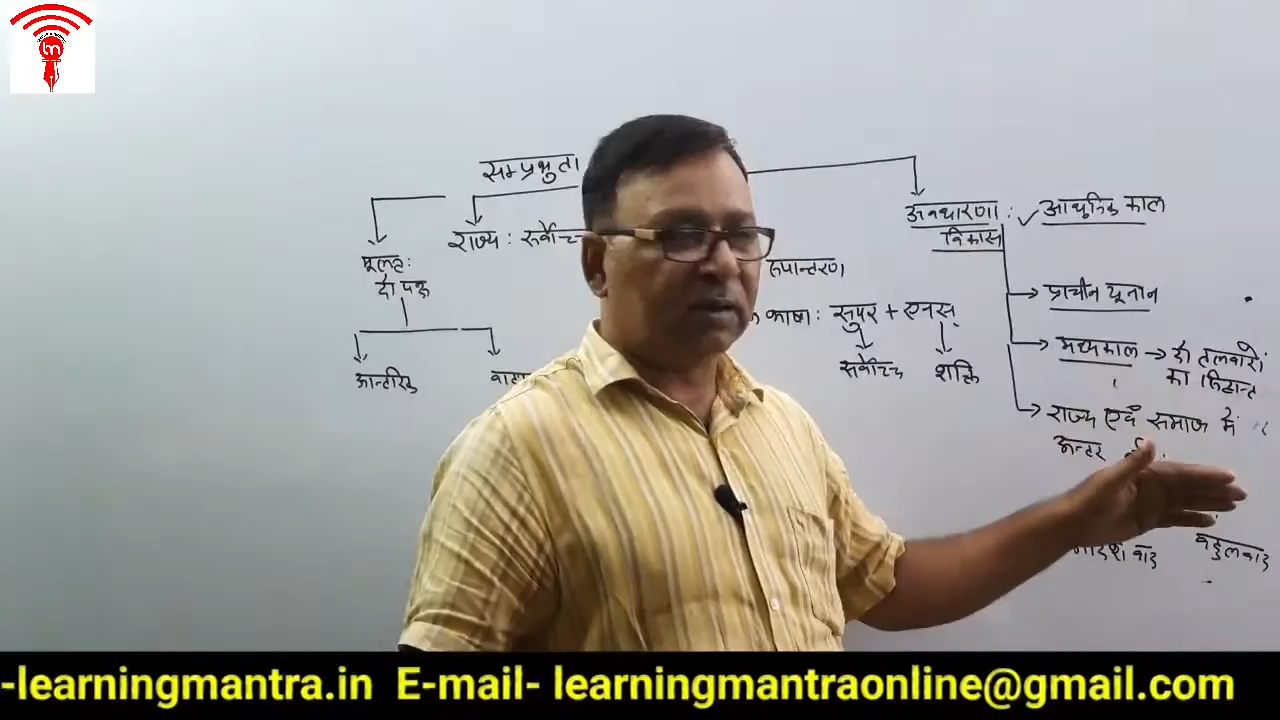 सम्प्रभुता
राज्य : सर्वोच्च
मूलतः
दो पक्ष
आन्तरिक
रूपान्तरण
भाषा : सुपर + एनस
सर्वोच्च
शक्ति
अवधारणा :
विकास
✓ आधुनिक काल
प्राचीन यूनान
मध्यकाल → दो तलवारों
का सिद्धान्त
राज्य एवं समाज में
अन्तर
बहुलवाद
-learningmantra.in E-mail- learningmantraonline@gmail.com